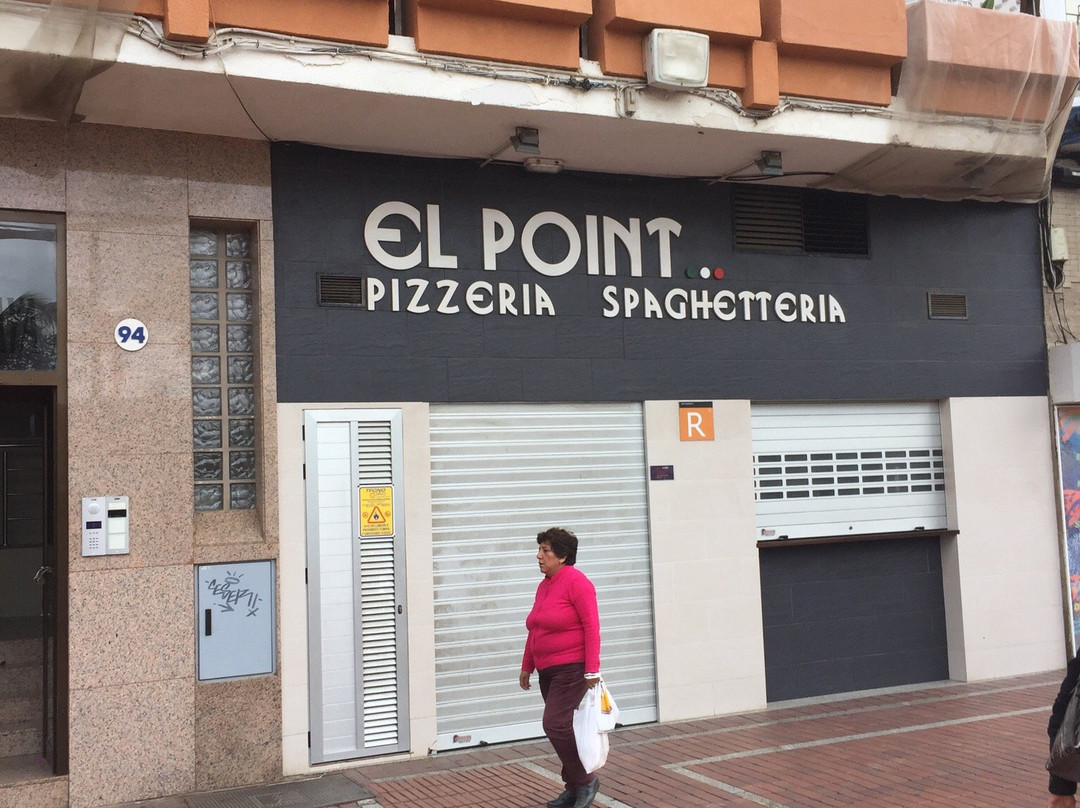 EL POINT...
PIZZERIA SPAGHETTERIA
94
R